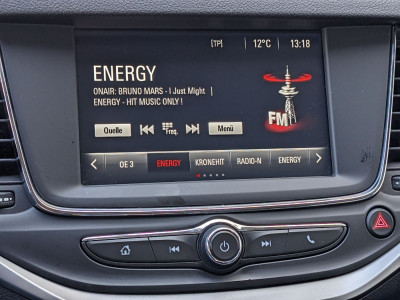 [TP] 12°C 13:18
ENERGY
ONAIR: BRUNO MARS - I Just Might |
ENERGY - HIT MUSIC ONLY !
FM
Quelle Freq. Menü
OE 3 ENERGY KRONEHIT RADIO-N ENERGY